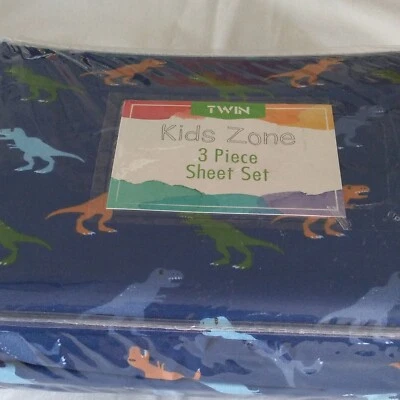 TWIN
Kids Zone
3 Piece
Sheet Set